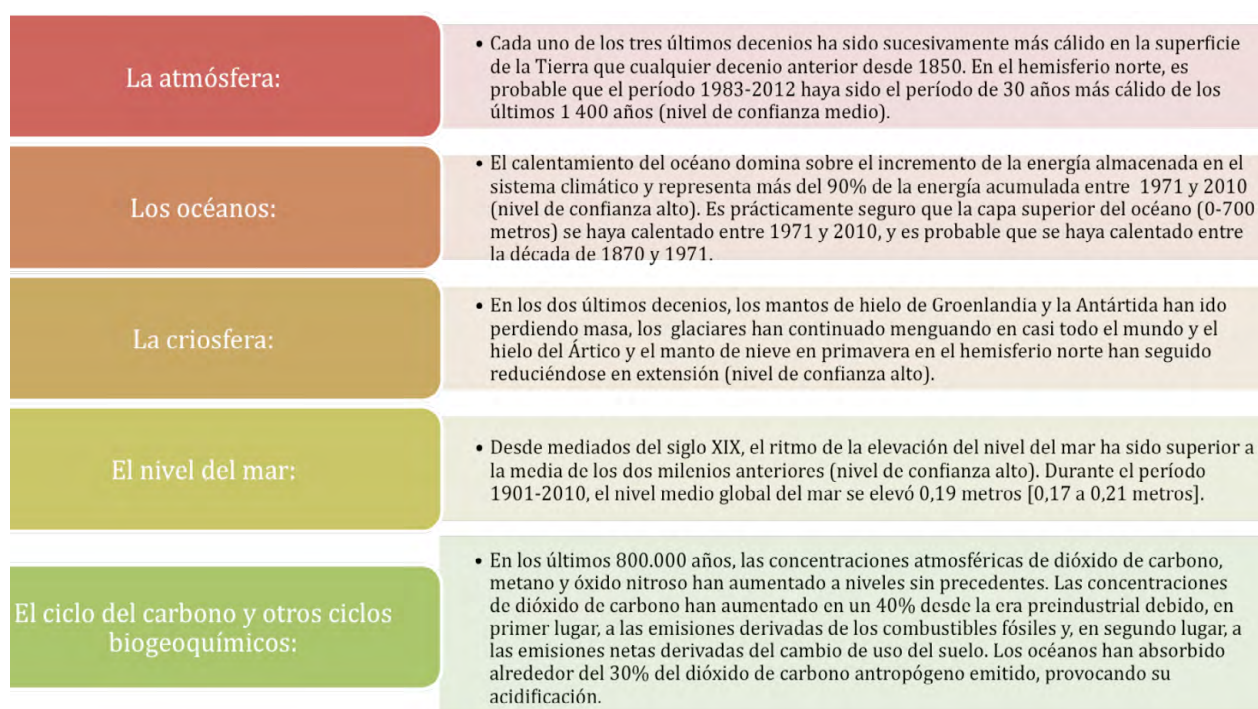 La atmósfera:
• Cada uno de los tres últimos decenios ha sido sucesivamente más cálido en la superficie
de la Tierra que cualquier decenio anterior desde 1850. En el hemisferio norte, es
probable que el período 1983-2012 haya sido el período de 30 años más cálido de los
últimos 1 400 años (nivel de confianza medio).
Los océanos:
• El calentamiento del océano domina sobre el incremento de la energía almacenada en el
sistema climático y representa más del 90% de la energía acumulada entre 1971 y 2010
(nivel de confianza alto). Es prácticamente seguro que la capa superior del océano (0-700
metros) se haya calentado entre 1971 y 2010, y es probable que se haya calentado entre
la década de 1870 y 1971.
La criosfera:
• En los dos últimos decenios, los mantos de hielo de Groenlandia y la Antártida han ido
perdiendo masa, los glaciares han continuado menguando en casi todo el mundo y el
hielo del Ártico y el manto de nieve en primavera en el hemisferio norte han seguido
reduciéndose en extensión (nivel de confianza alto).
El nivel del mar:
• Desde mediados del siglo XIX, el ritmo de la elevación del nivel del mar ha sido superior a
la media de los dos milenios anteriores (nivel de confianza alto). Durante el período
1901-2010, el nivel medio global del mar se elevó 0,19 metros [0,17 a 0,21 metros].
El ciclo del carbono y otros ciclos
biogeoquímicos:
• En los últimos 800.000 años, las concentraciones atmosféricas de dióxido de carbono,
metano y óxido nitroso han aumentado a niveles sin precedentes. Las concentraciones
de dióxido de carbono han aumentado en un 40% desde la era preindustrial debido, en
primer lugar, a las emisiones derivadas de los combustibles fósiles y, en segundo lugar, a
las emisiones netas derivadas del cambio de uso del suelo. Los océanos han absorbido
alrededor del 30% del dióxido de carbono antropógeno emitido, provocando su
acidificación.